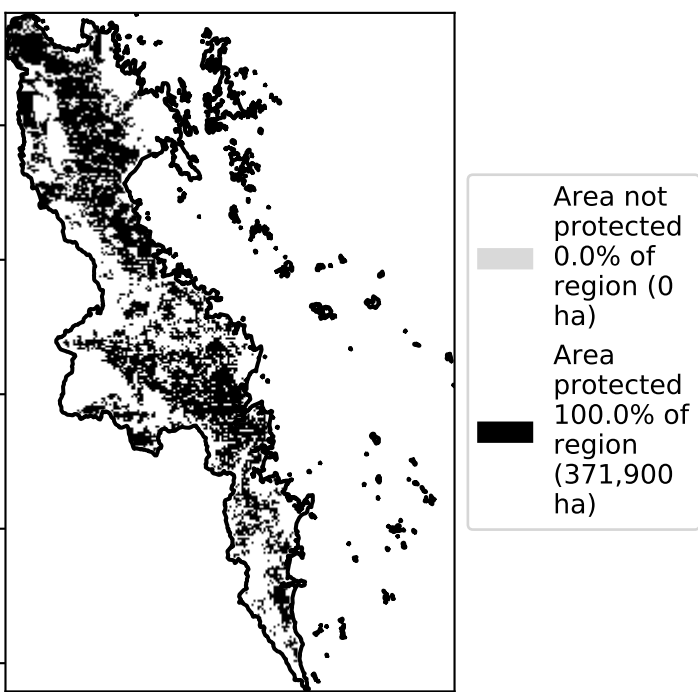 Area not
protected
0.0% of
region (0
ha)
Area
protected
100.0% of
region
(371,900
ha)